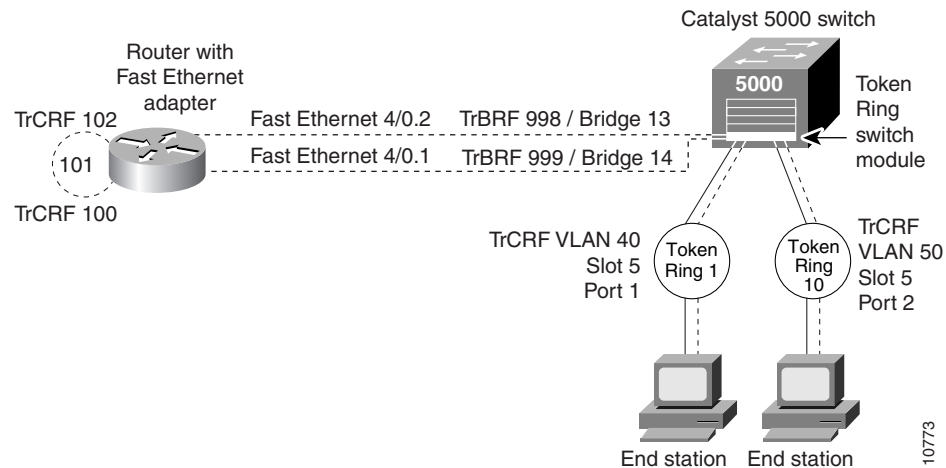 Catalyst 5000 switch
Router with
Fast Ethernet
adapter
5000
Token
Ring
switch
module
TrCRF 102
Fast Ethernet 4/0.2
TrBRF 998 / Bridge 13
101
Fast Ethernet 4/0.1
TrBRF 999 / Bridge 14
TrCRF 100
TrCRF VLAN 40
Slot 5
Port 1
Token
Ring 1
Token
Ring
10
TrCRF
VLAN 50
Slot 5
Port 2
End station
End station
10773